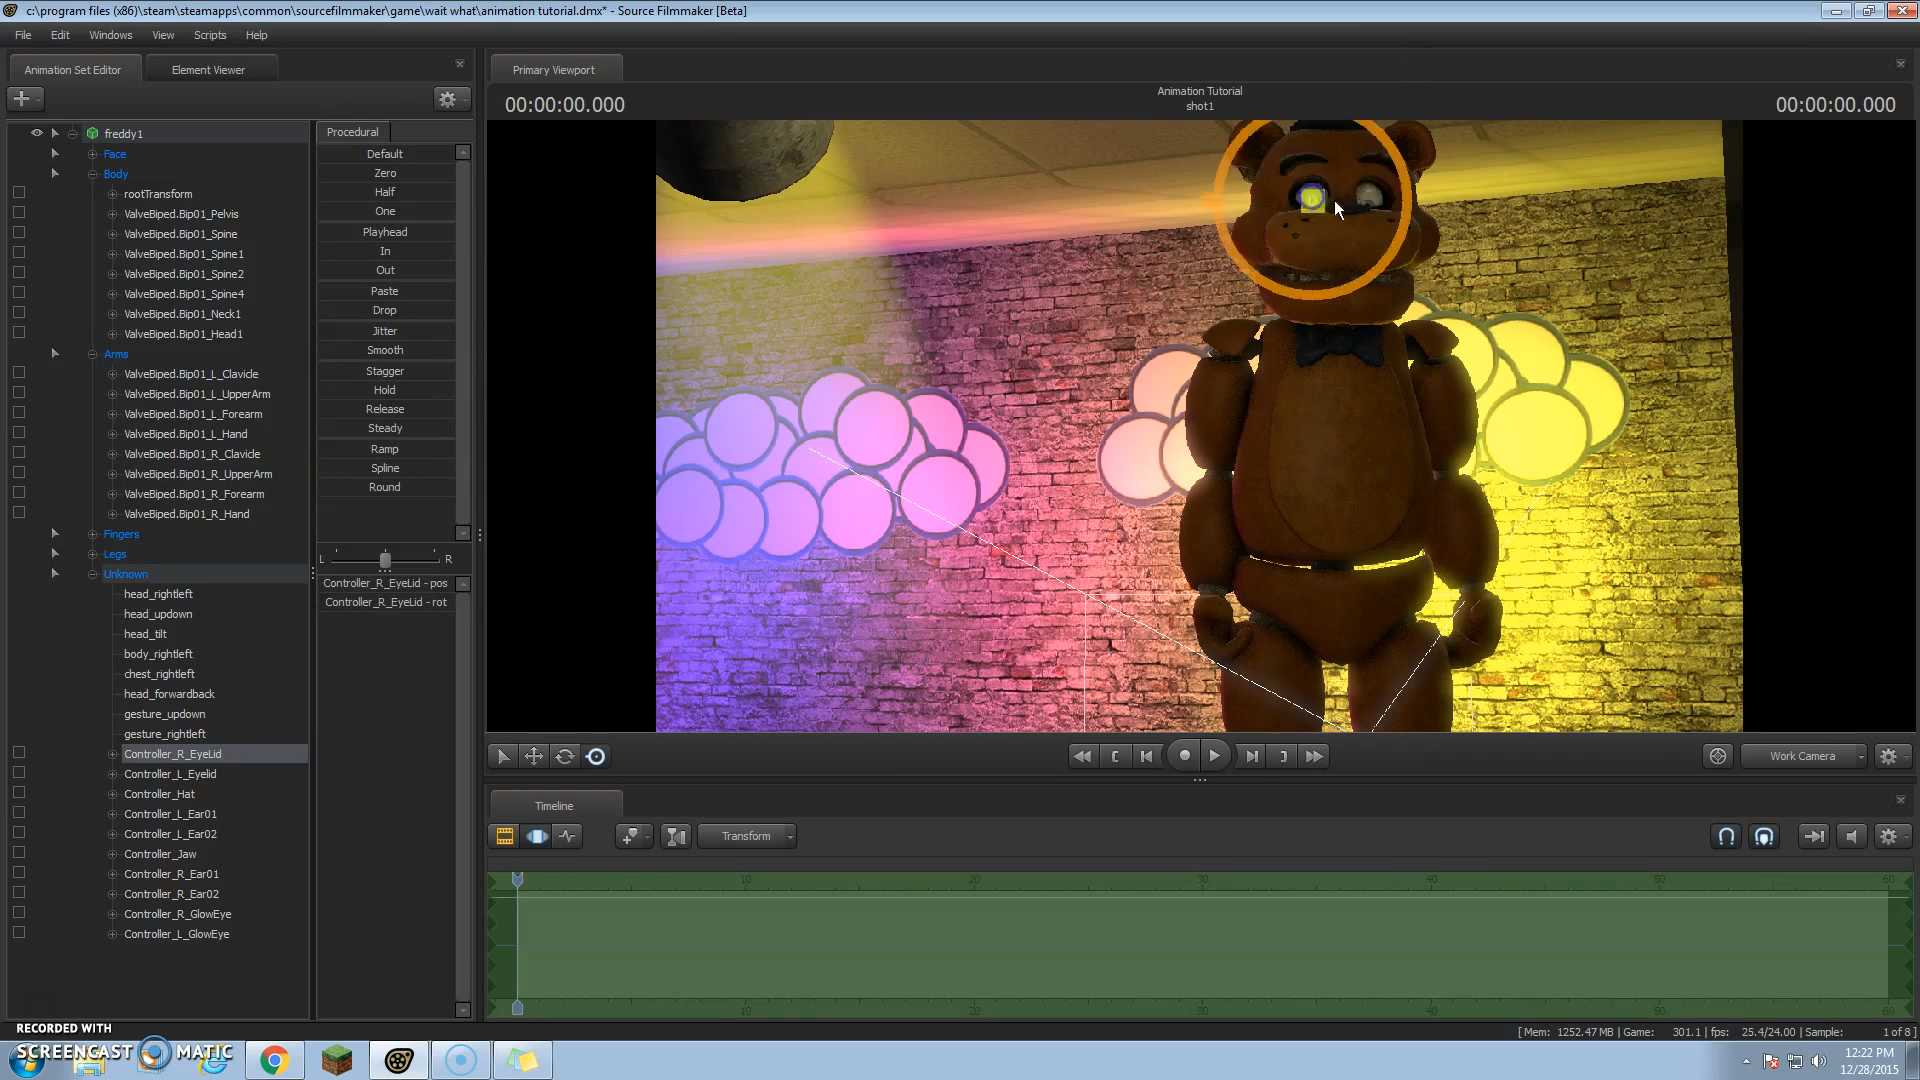 c:\program files (x86)\steam\steamapps\common\sourcefilmmaker\game\wait what\animation tutorial.dmx* - Source Filmmaker [Beta]
File Edit Windows View Scripts Help
Animation Set Editor Element Viewer
Primary Viewport
00:00:00.000
Animation Tutorial
shot1
00:00:00.000
freddy1
Face
Body
rootTransform
ValveBiped.Bip01_Pelvis
ValveBiped.Bip01_Spine
ValveBiped.Bip01_Spine1
ValveBiped.Bip01_Spine2
ValveBiped.Bip01_Spine4
ValveBiped.Bip01_Neck1
ValveBiped.Bip01_Head1
Arms
ValveBiped.Bip01_L_Clavicle
ValveBiped.Bip01_L_UpperArm
ValveBiped.Bip01_L_Forearm
ValveBiped.Bip01_L_Hand
ValveBiped.Bip01_R_Clavicle
ValveBiped.Bip01_R_UpperArm
ValveBiped.Bip01_R_Forearm
ValveBiped.Bip01_R_Hand
Fingers
Legs
Unknown
head_rightleft
head_updown
head_tilt
body_rightleft
chest_rightleft
head_forwardback
gesture_updown
gesture_rightleft
Controller_R_EyeLid
Controller_L_Eyelid
Controller_Hat
Controller_L_Ear01
Controller_L_Ear02
Controller_Jaw
Controller_R_Ear01
Controller_R_Ear02
Controller_R_GlowEye
Controller_L_GlowEye
Procedural
Default
Zero
Half
One
Playhead
In
Out
Paste
Drop
Jitter
Smooth
Stagger
Hold
Release
Steady
Ramp
Spline
Round
L R
Controller_R_EyeLid - pos
Controller_R_EyeLid - rot
Work Camera
Timeline
Transform
10 20 30 40 50 60
10 20 30 40 50 60
[ Mem: 1252.47 MB | Game: 301.1 | fps: 25.4/24.00 | Sample: 1 of 8 ]
RECORDED WITH
SCREENCAST MATIC
12:22 PM
12/28/2015